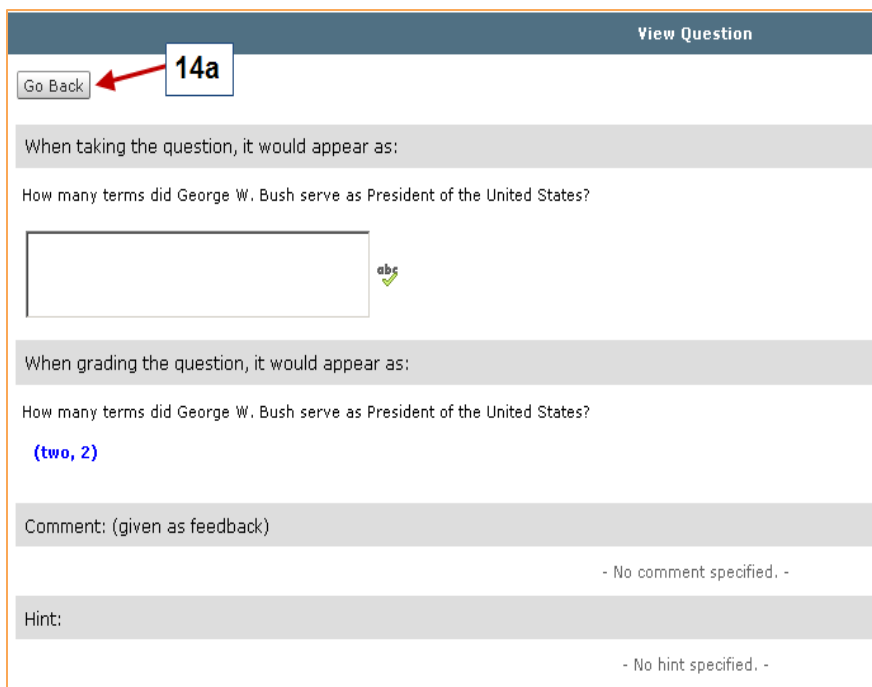 View Question
14a
Go Back
When taking the question, it would appear as:
How many terms did George W. Bush serve as President of the United States?
abc
When grading the question, it would appear as:
How many terms did George W. Bush serve as President of the United States?
(two, 2)
Comment: (given as feedback)
- No comment specified. -
Hint:
- No hint specified. -